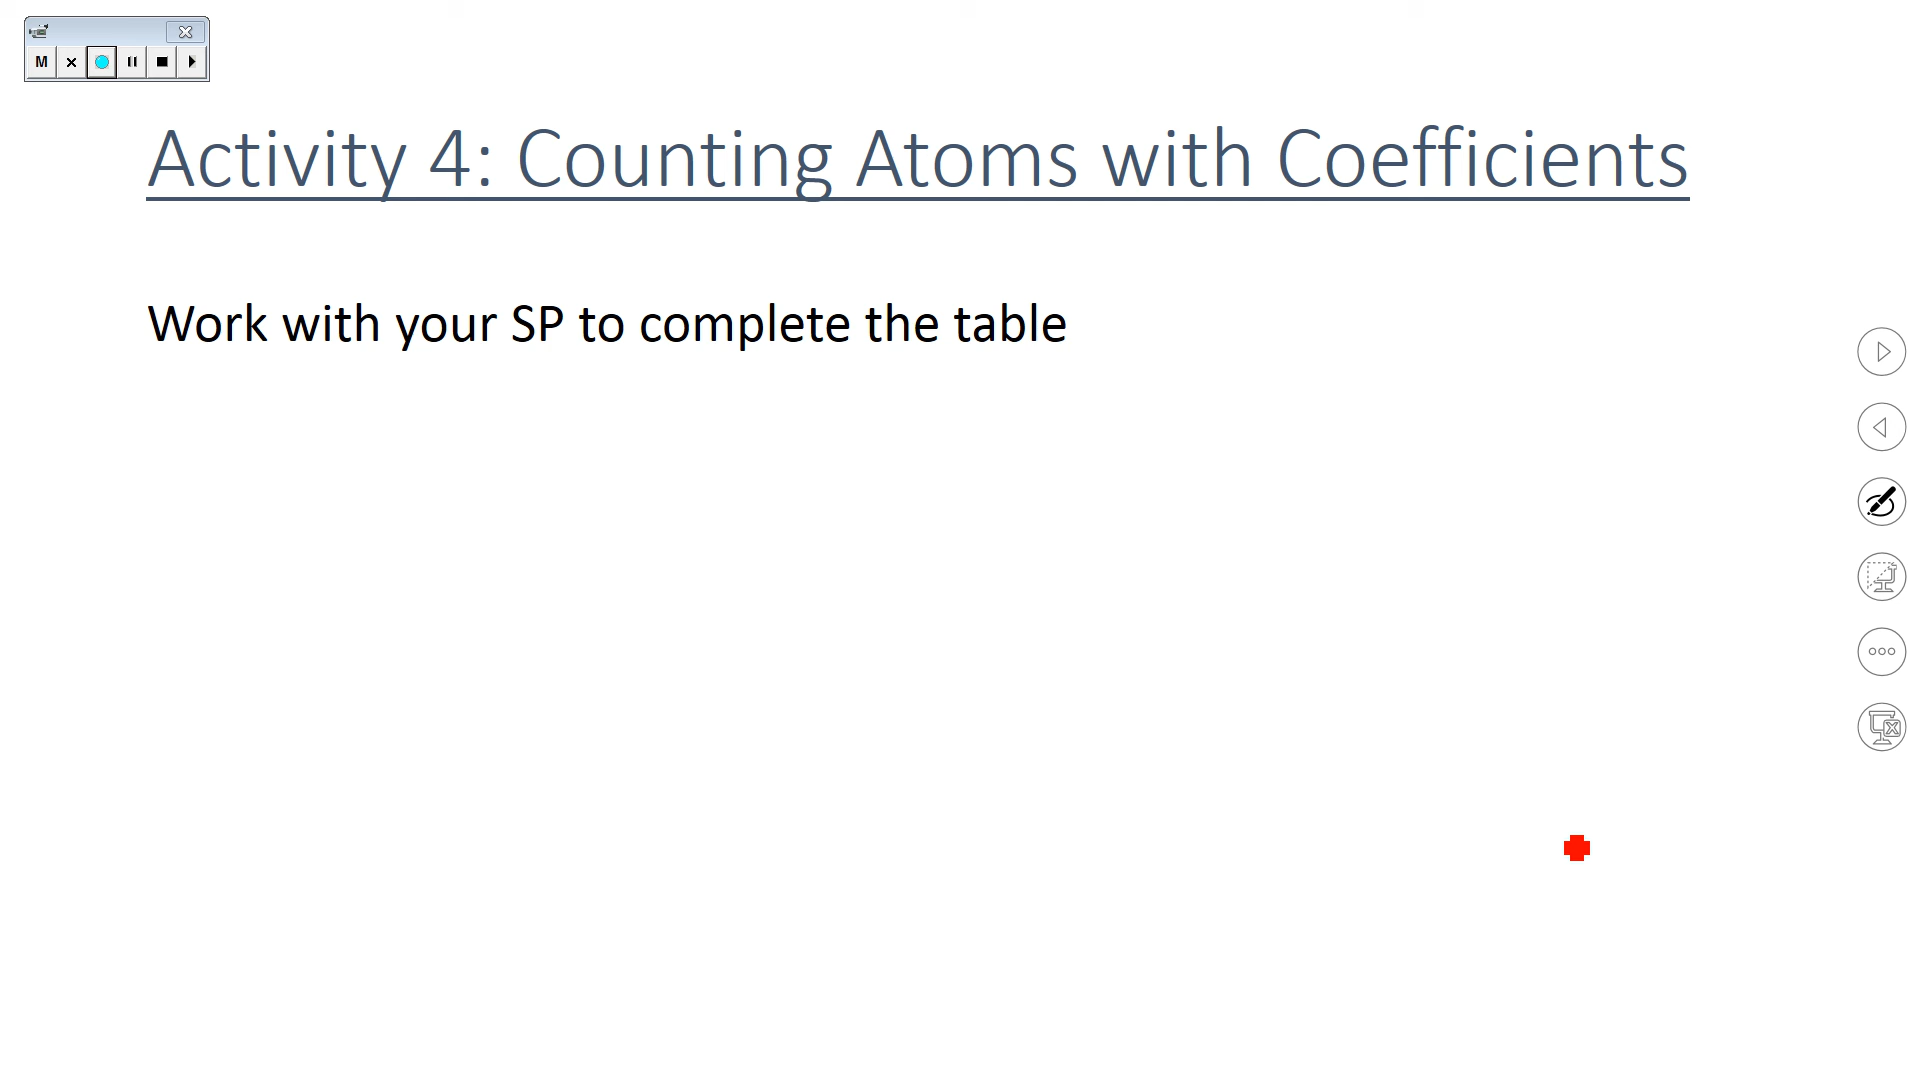 M
Activity 4: Counting Atoms with Coefficients
Work with your SP to complete the table